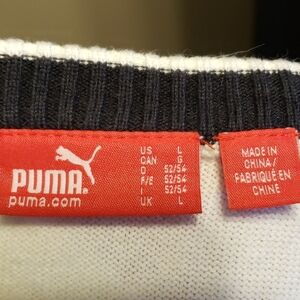 PUMA®
puma.com
US L
CAN G
D 52/54
F/E 52/54
I 52/54
UK L
MADE IN
CHINA/
FABRIQUÉ EN
CHINE